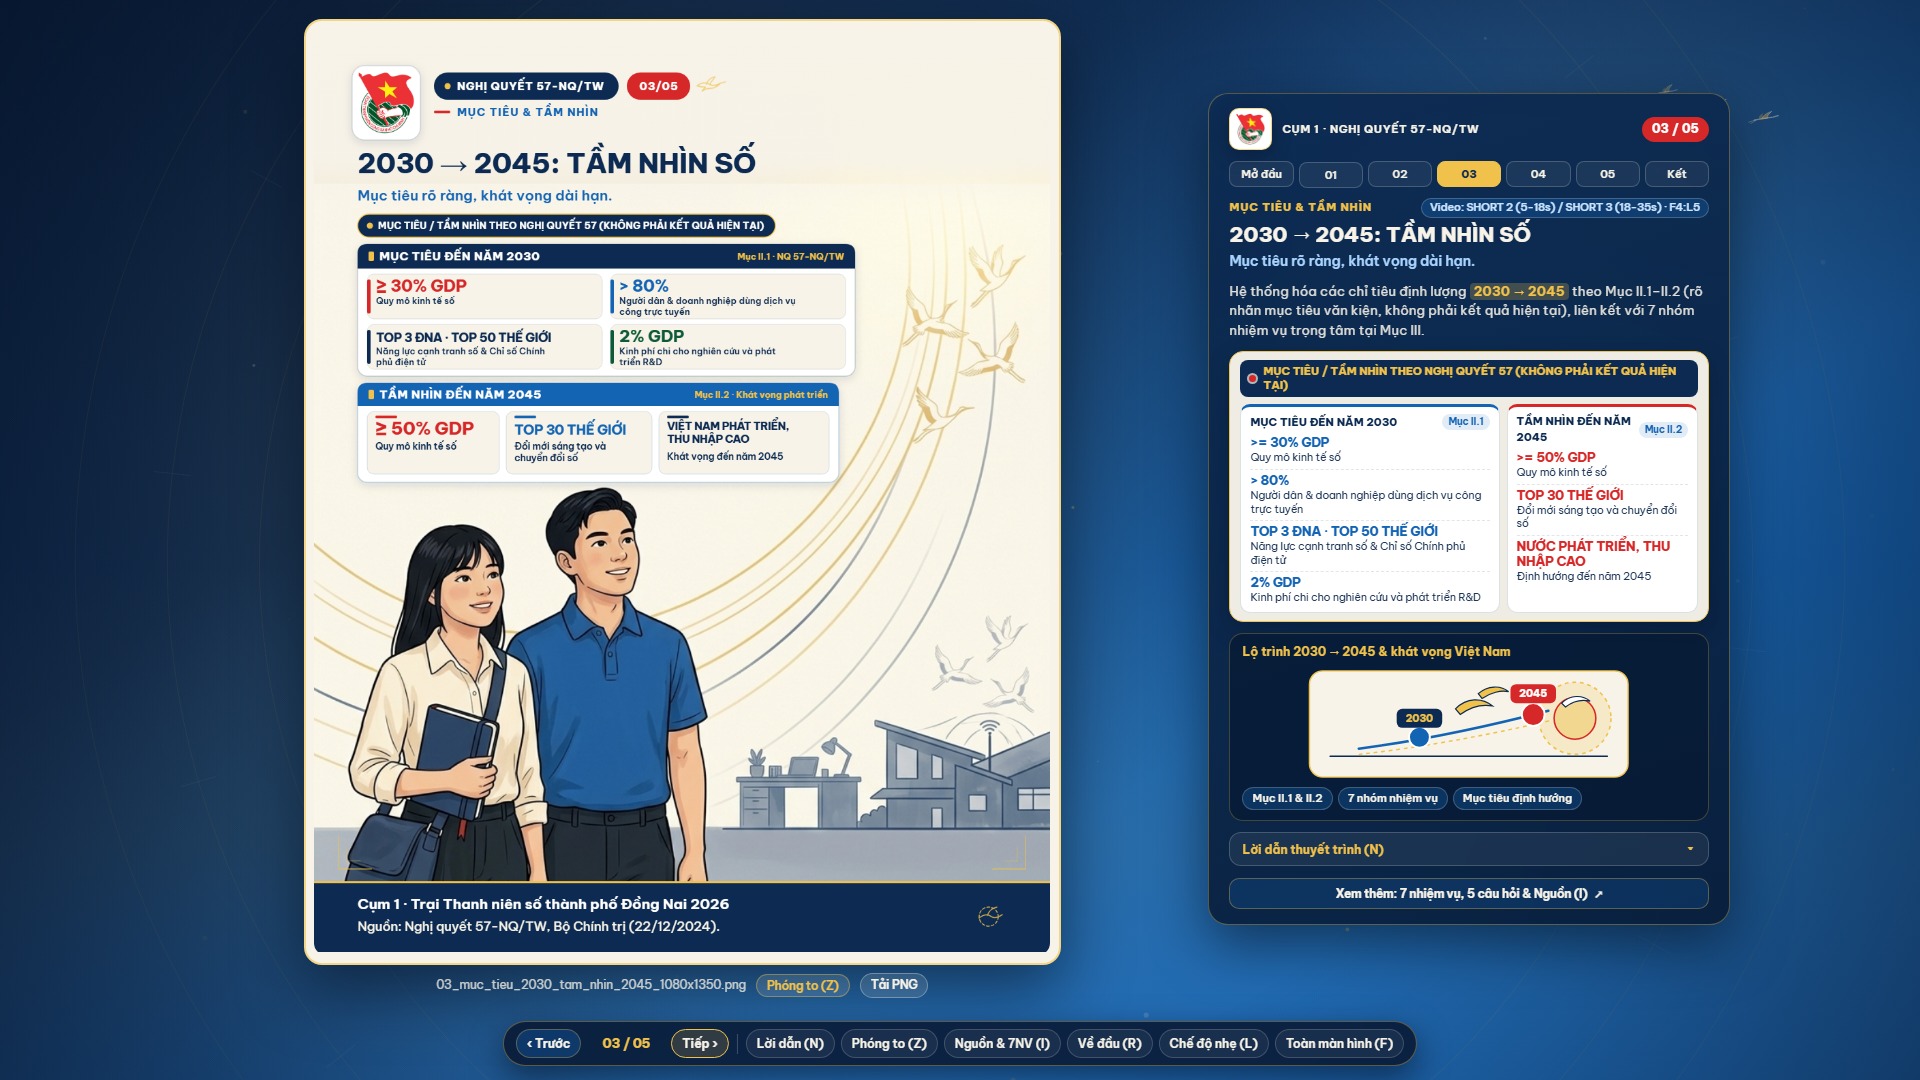 NGHỊ QUYẾT 57-NQ/TW
03/05
MỤC TIÊU & TẦM NHÌN
2030 → 2045: TẦM NHÌN SỐ
Mục tiêu rõ ràng, khát vọng dài hạn.
MỤC TIÊU / TẦM NHÌN THEO NGHỊ QUYẾT 57 (KHÔNG PHẢI KẾT QUẢ HIỆN TẠI)
MỤC TIÊU ĐẾN NĂM 2030
Mục II.1 · NQ 57-NQ/TW
≥ 30% GDP
Quy mô kinh tế số
> 80%
Người dân & doanh nghiệp dùng dịch vụ
công trực tuyến
TOP 3 ĐNA · TOP 50 THẾ GIỚI
Năng lực cạnh tranh số & Chỉ số Chính
phủ điện tử
2% GDP
Kinh phí chi cho nghiên cứu và phát
triển R&D
TẦM NHÌN ĐẾN NĂM 2045
Mục II.2 · Khát vọng phát triển
≥ 50% GDP
Quy mô kinh tế số
TOP 30 THẾ GIỚI
Đổi mới sáng tạo và
chuyển đổi số
VIỆT NAM PHÁT TRIỂN,
THU NHẬP CAO
Khát vọng đến năm 2045
Cụm 1 · Trại Thanh niên số thành phố Đồng Nai 2026
Nguồn: Nghị quyết 57-NQ/TW, Bộ Chính trị (22/12/2024).
03_muc_tieu_2030_tam_nhin_2045_1080x1350.png
Phóng to (Z)
Tải PNG
CỤM 1 · NGHỊ QUYẾT 57-NQ/TW
03 / 05
Mở đầu
01
02
03
04
05
Kết
MỤC TIÊU & TẦM NHÌN
Video: SHORT 2 (5-18s) / SHORT 3 (18-35s) · F4:L5
2030 → 2045: TẦM NHÌN SỐ
Mục tiêu rõ ràng, khát vọng dài hạn.
Hệ thống hóa các chỉ tiêu định lượng 2030 → 2045 theo Mục II.1–II.2 (rõ
nhãn mục tiêu văn kiện, không phải kết quả hiện tại), liên kết với 7 nhóm
nhiệm vụ trọng tâm tại Mục III.
MỤC TIÊU / TẦM NHÌN THEO NGHỊ QUYẾT 57 (KHÔNG PHẢI KẾT QUẢ HIỆN
TẠI)
MỤC TIÊU ĐẾN NĂM 2030
Mục II.1
>= 30% GDP
Quy mô kinh tế số
> 80%
Người dân & doanh nghiệp dùng dịch vụ công
trực tuyến
TOP 3 ĐNA · TOP 50 THẾ GIỚI
Năng lực cạnh tranh số & Chỉ số Chính phủ
điện tử
2% GDP
Kinh phí chi cho nghiên cứu và phát triển R&D
TẦM NHÌN ĐẾN NĂM
2045
Mục II.2
>= 50% GDP
Quy mô kinh tế số
TOP 30 THẾ GIỚI
Đổi mới sáng tạo và chuyển đổi
số
NƯỚC PHÁT TRIỂN, THU
NHẬP CAO
Định hướng đến năm 2045
Lộ trình 2030 → 2045 & khát vọng Việt Nam
2030
2045
Mục II.1 & II.2
7 nhóm nhiệm vụ
Mục tiêu định hướng
Lời dẫn thuyết trình (N)
Xem thêm: 7 nhiệm vụ, 5 câu hỏi & Nguồn (I) ↗
‹ Trước
03 / 05
Tiếp ›
Lời dẫn (N)
Phóng to (Z)
Nguồn & 7NV (I)
Về đầu (R)
Chế độ nhẹ (L)
Toàn màn hình (F)